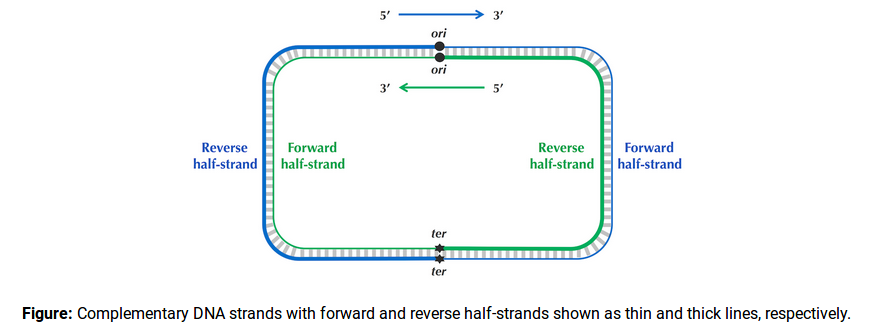 5′ 3′
ori
ori
3′ 5′
Reverse
half-strand
Forward
half-strand
Reverse
half-strand
Forward
half-strand
ter
ter
Figure: Complementary DNA strands with forward and reverse half-strands shown as thin and thick lines, respectively.